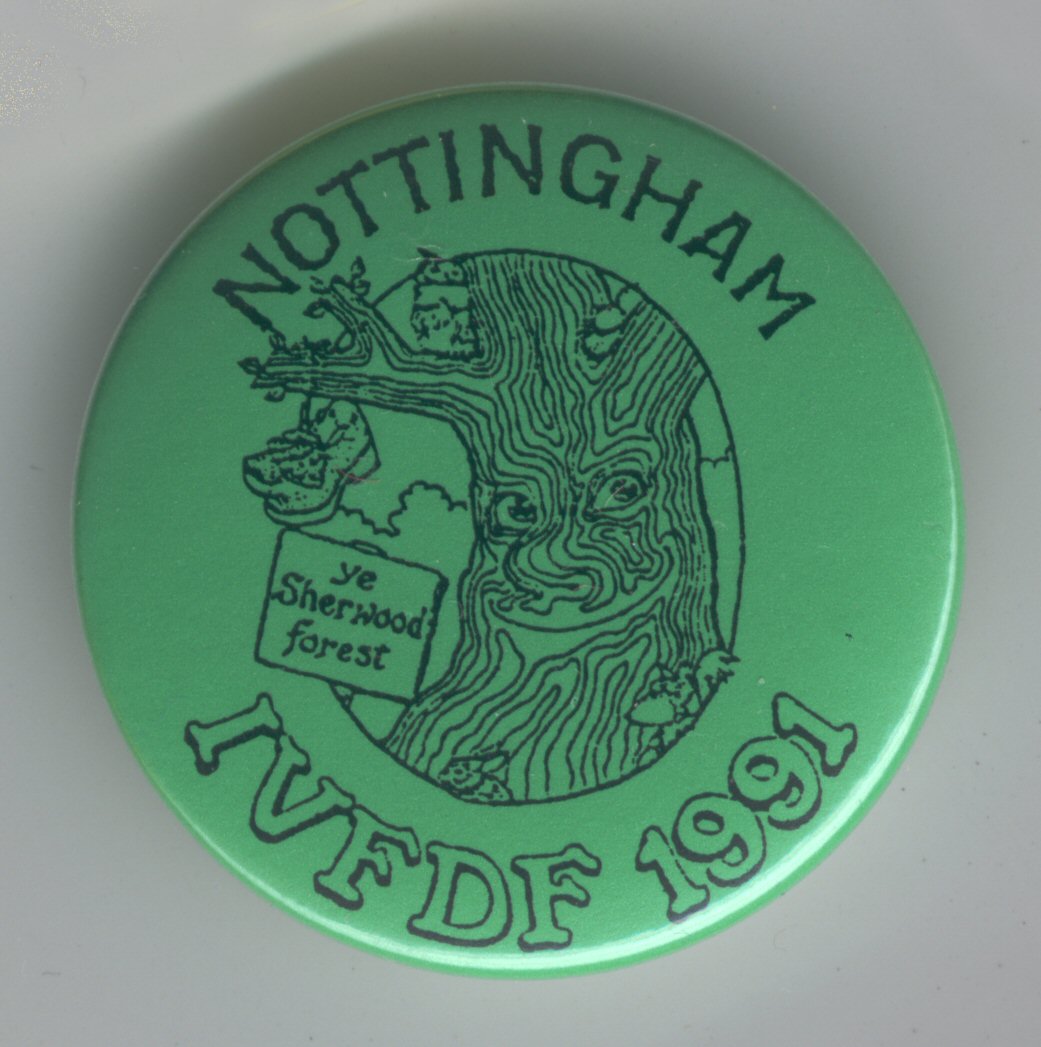 NOTTINGHAM
ye
Sherwood
forest
IVFDF 1991